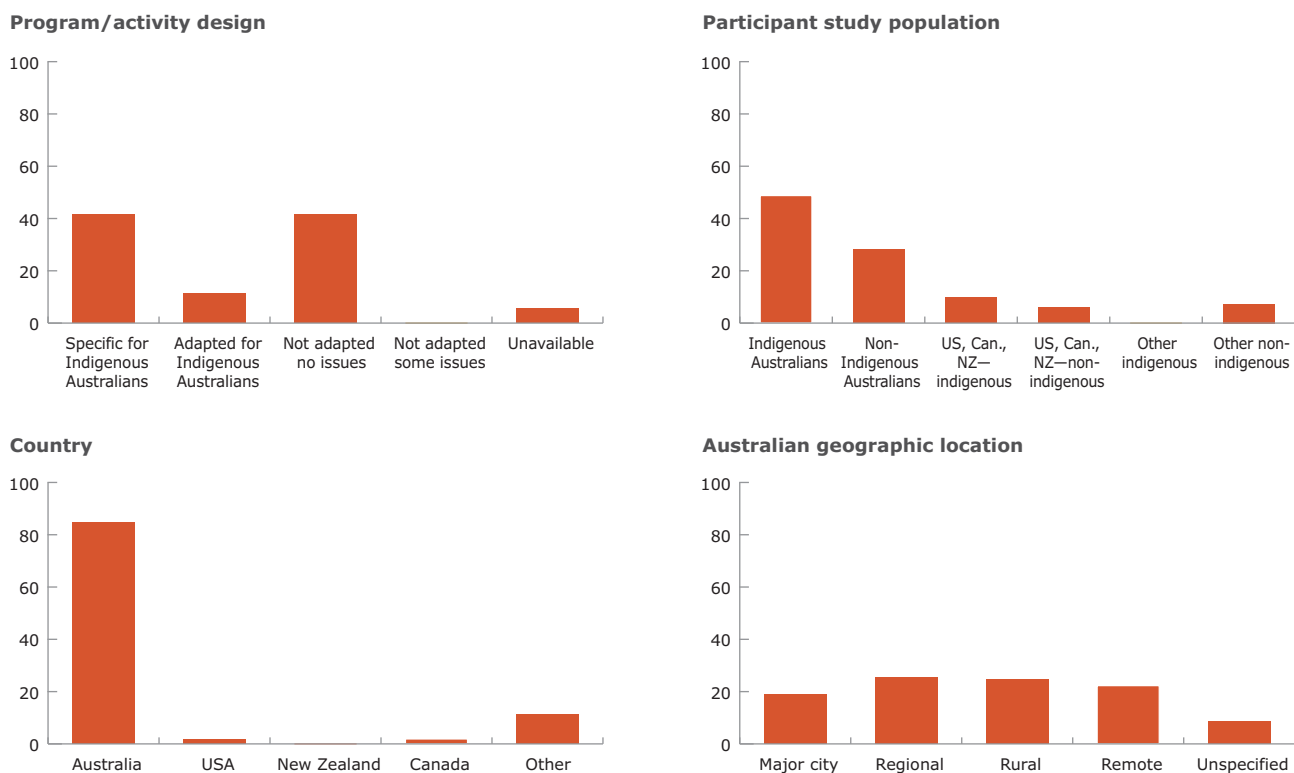 Program/activity design
100
80
60
40
20
0
Specific for
Indigenous
Australians
Adapted for
Indigenous
Australians
Not adapted
no issues
Not adapted
some issues
Unavailable
Participant study population
100
80
60
40
20
0
Indigenous
Australians
Non-
Indigenous
Australians
US, Can.,
NZ—
indigenous
US, Can.,
NZ—non-
indigenous
Other
indigenous
Other non-
indigenous
Country
100
80
60
40
20
0
Australia
USA
New Zealand
Canada
Other
Australian geographic location
100
80
60
40
20
0
Major city
Regional
Rural
Remote
Unspecified